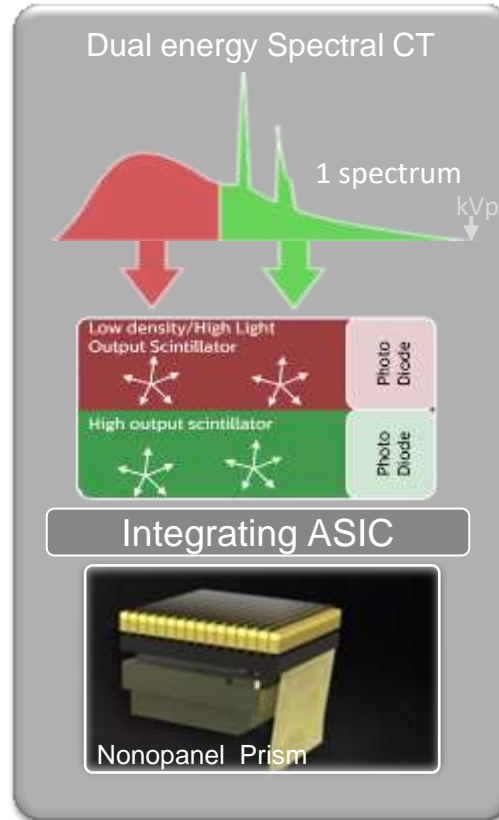 Dual energy Spectral CT
1 spectrum
kVp
Low density/High Light
Output Scintillator
Photo
Diode
High output scintillator
Photo
Diode
Integrating ASIC
Nonopanel Prism